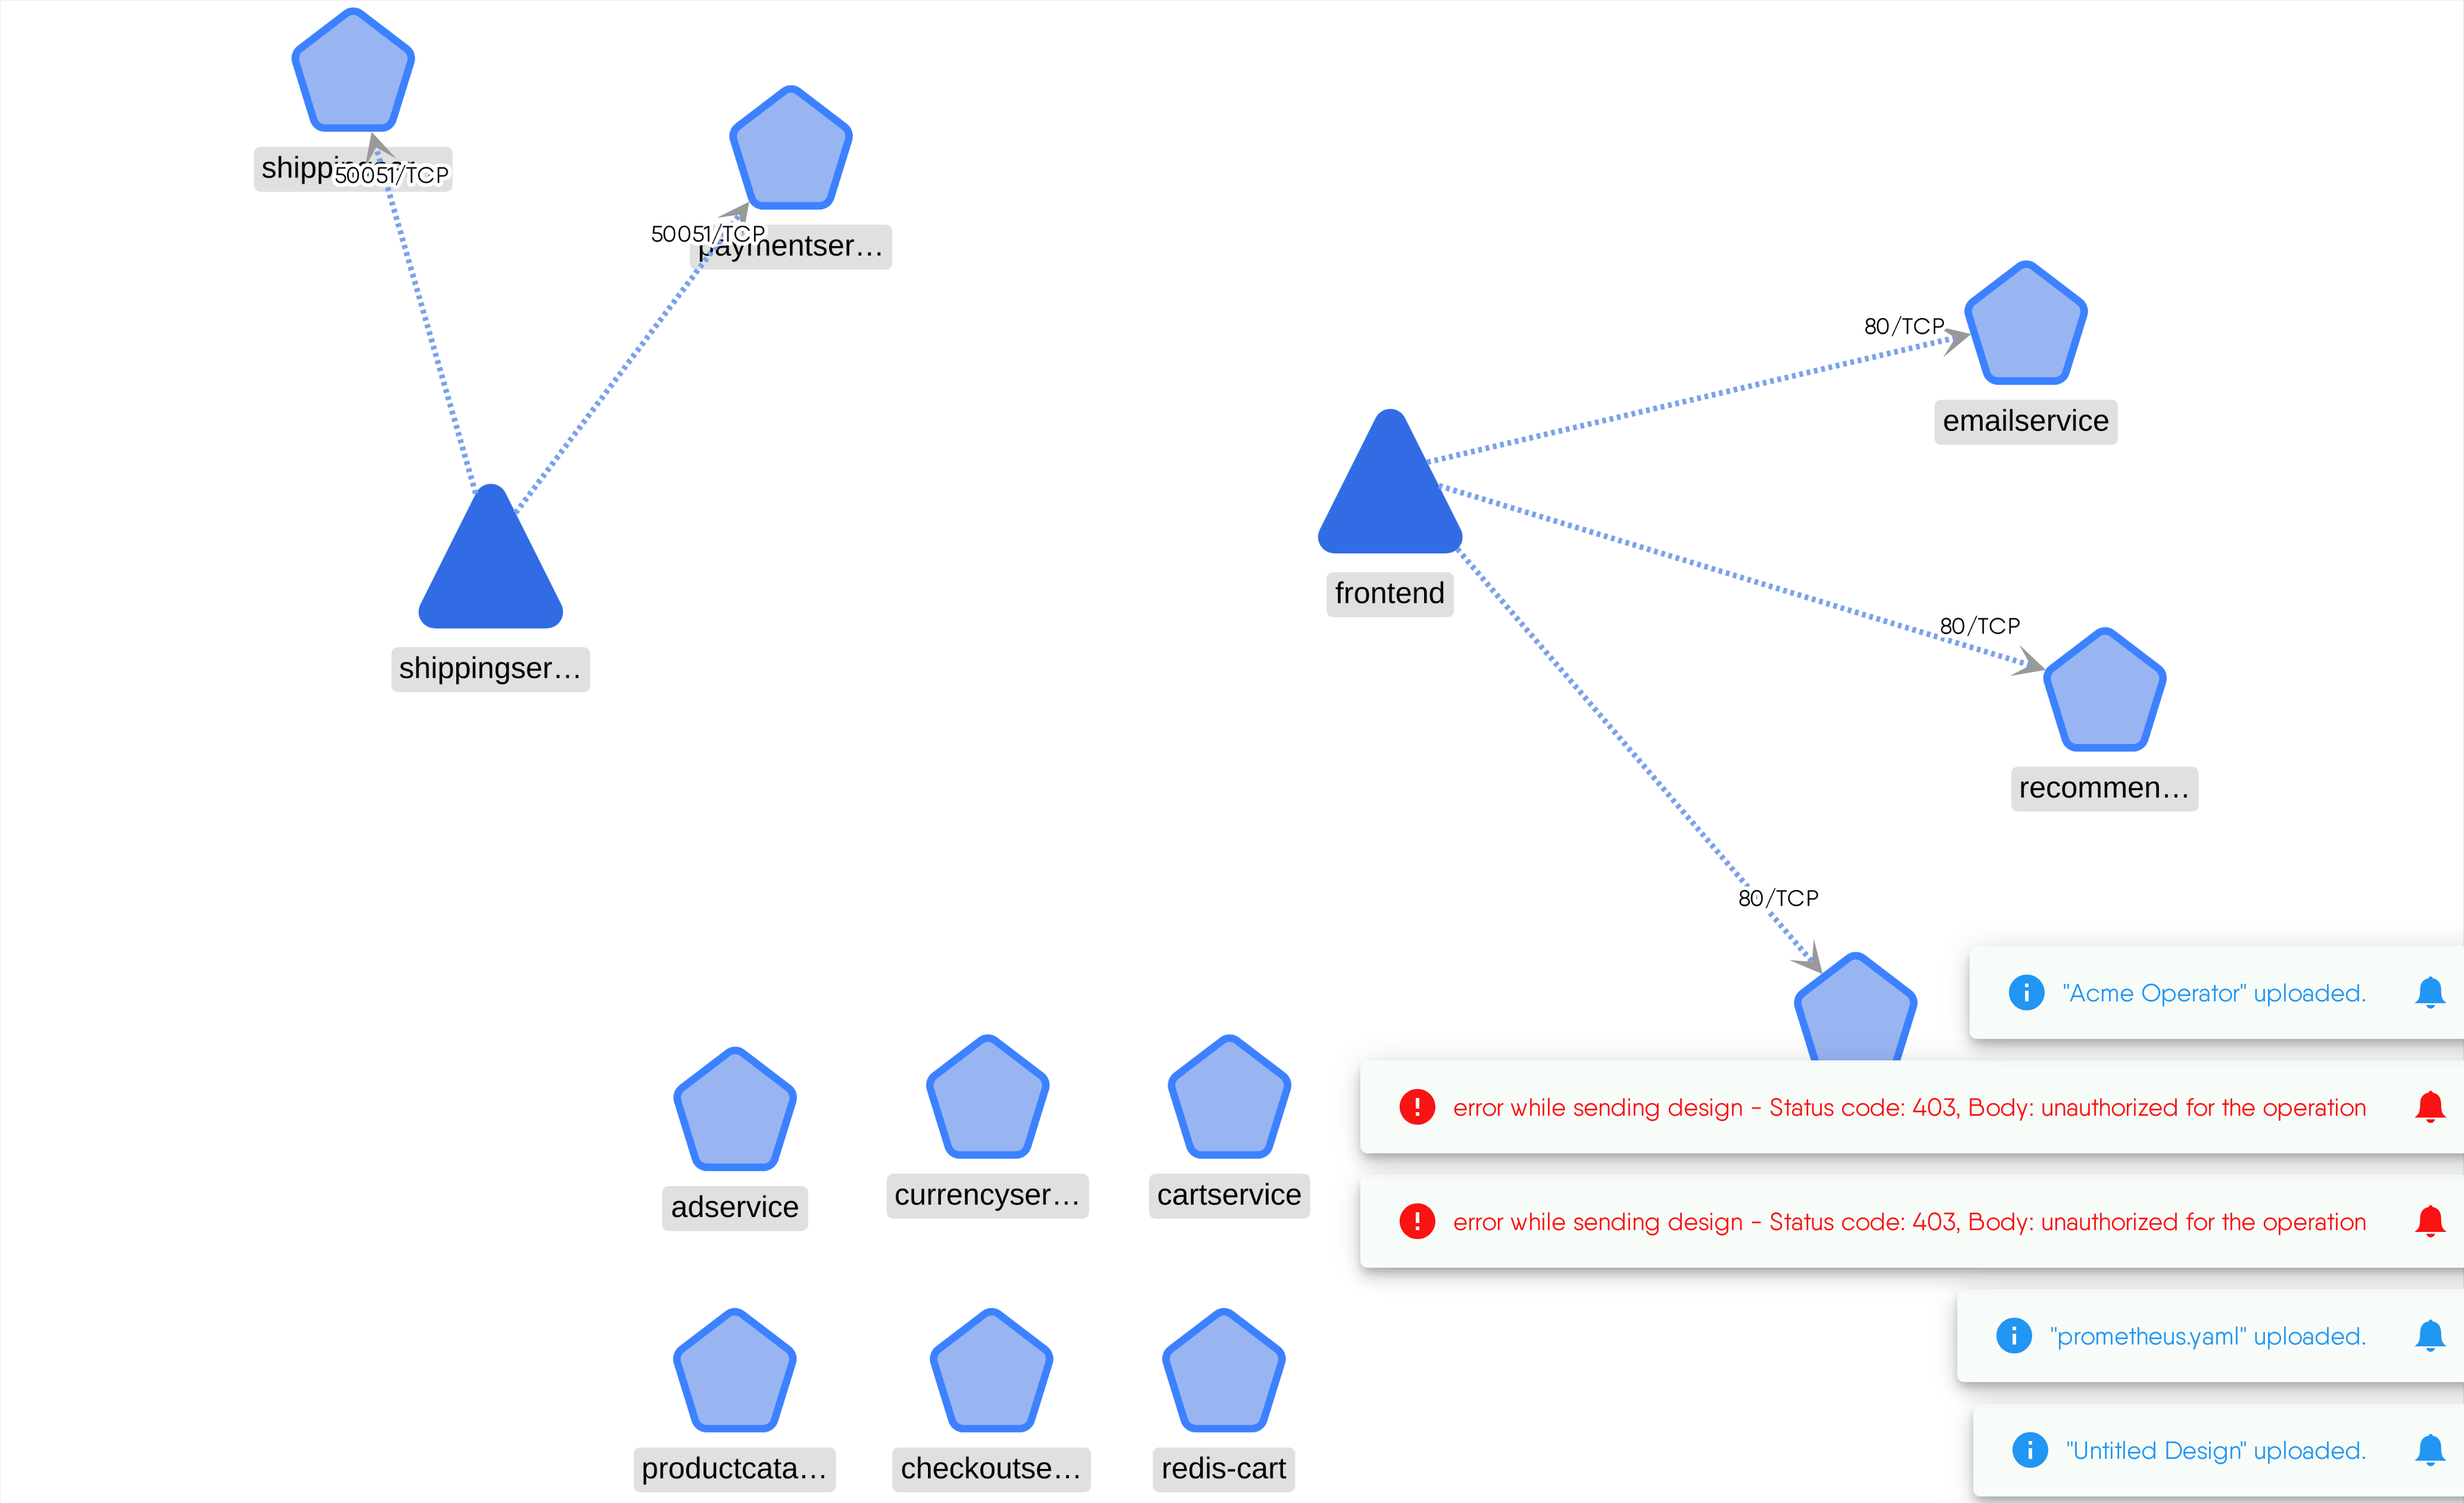 50051/TCP
50051/TCP
paymentser…
80/TCP
emailservice
frontend
shippingser…
80/TCP
recommen…
80/TCP
"Acme Operator" uploaded.
error while sending design - Status code: 403, Body: unauthorized for the operation
adservice
currencyser…
cartservice
error while sending design - Status code: 403, Body: unauthorized for the operation
"prometheus.yaml" uploaded.
productcata…
checkoutse…
redis-cart
"Untitled Design" uploaded.